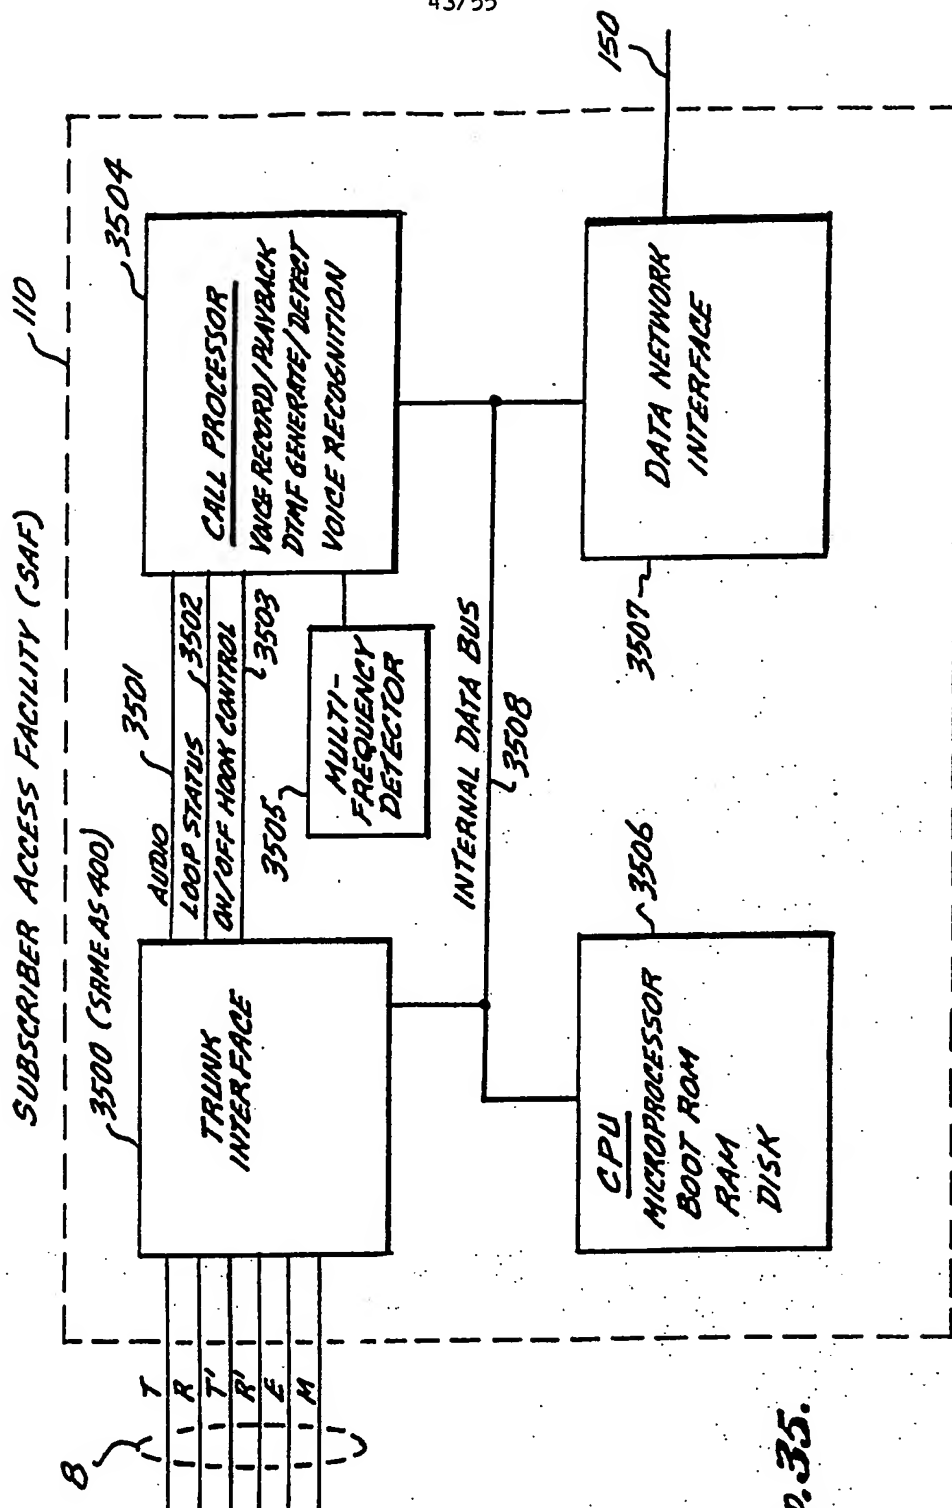 43/55
SUBSCRIBER ACCESS FACILITY (SAF)
110
3500 (SAME AS 400)
TRUNK
INTERFACE
8
T
R
T'
R'
E
M
AUDIO
3501
LOOP STATUS
3502
ON/OFF HOOK CONTROL
3503
3504
CALL PROCESSOR
VOICE RECORD/PLAYBACK
DTMF GENERATE/DETECT
VOICE RECOGNITION
3505
MULTI-
FREQUENCY
DETECTOR
INTERNAL DATA BUS
3508
3506
CPU
MICROPROCESSOR
BOOT ROM
RAM
DISK
3507
DATA NETWORK
INTERFACE
150
35.